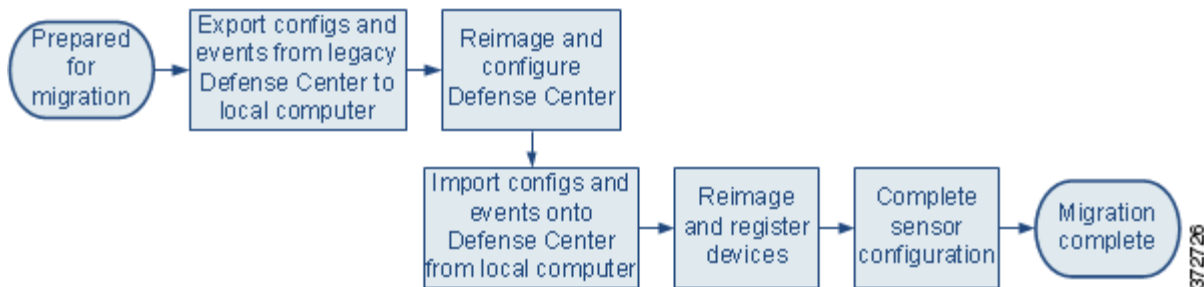 Prepared
for
migration
Export configs and
events from legacy
Defense Center to
local computer
Reimage and
configure
Defense Center
Import configs and
events onto
Defense Center
from local computer
Reimage
and register
devices
Complete
sensor
configuration
Migration
complete
372726